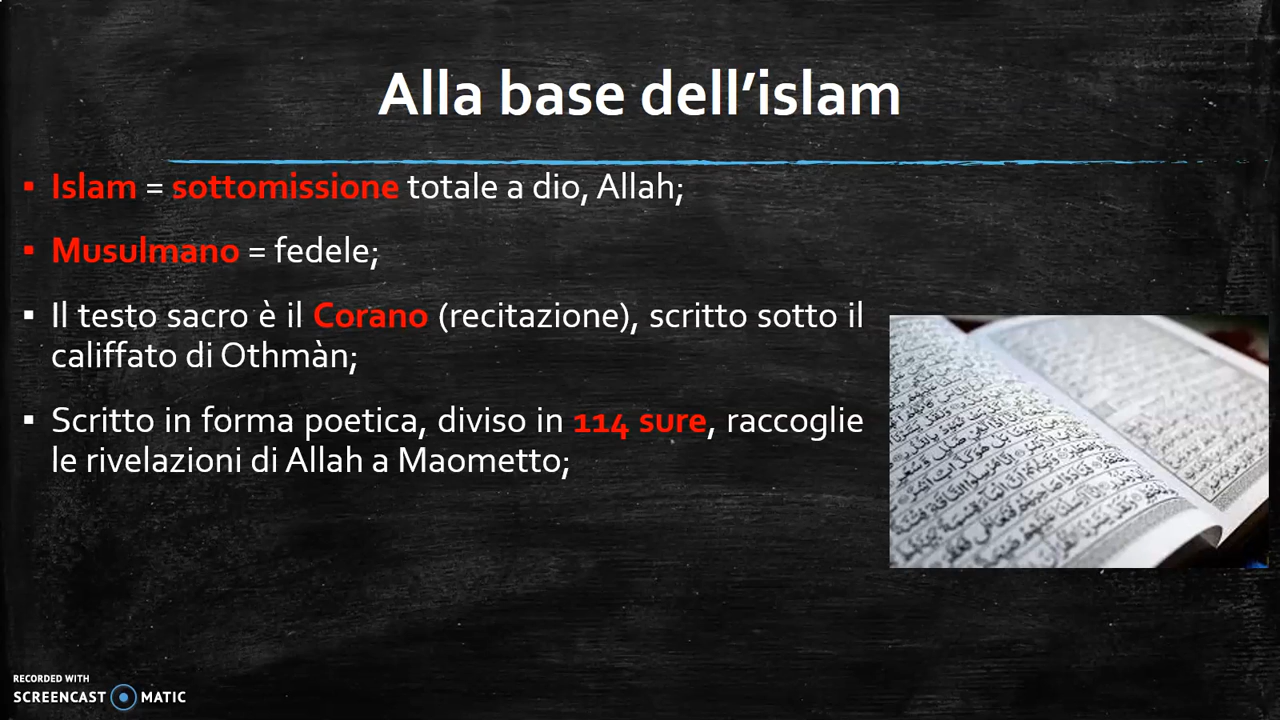 Alla base dell’islam
▪ Islam = sottomissione totale a dio, Allah;
▪ Musulmano = fedele;
▪ Il testo sacro è il Corano (recitazione), scritto sotto il
califfato di Othmàn;
▪ Scritto in forma poetica, diviso in 114 sure, raccoglie
le rivelazioni di Allah a Maometto;
RECORDED WITH
SCREENCAST MATIC